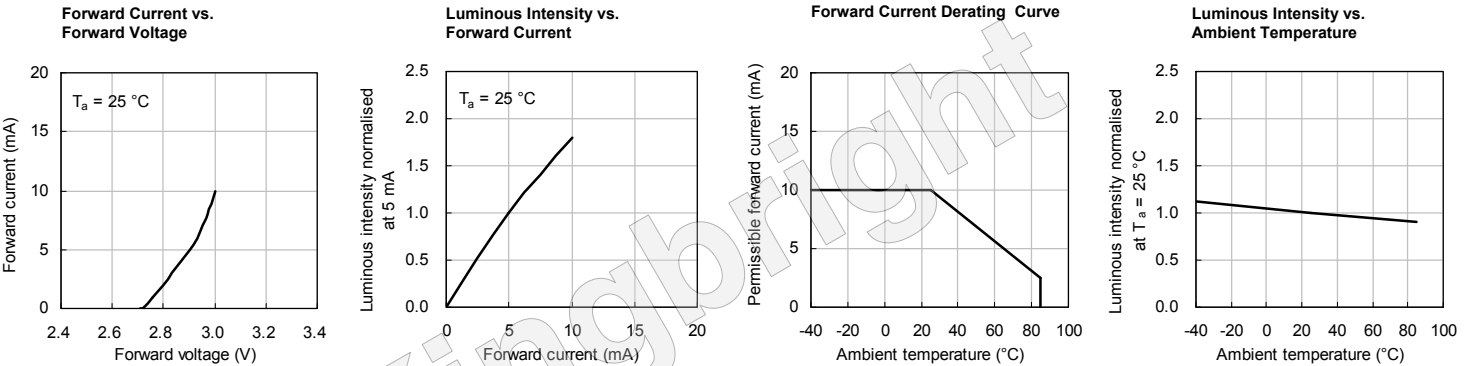 Forward Current vs.
Forward Voltage
Forward current (mA)
20
15
10
5
0
Ta = 25 °C
2.4 2.6 2.8 3.0 3.2 3.4
Forward voltage (V)
Luminous Intensity vs.
Forward Current
Luminous intensity normalised
at 5 mA
2.5
2.0
1.5
1.0
0.5
0.0
Ta = 25 °C
0 5 10 15 20
Forward current (mA)
Forward Current Derating Curve
Permissible forward current (mA)
20
15
10
5
0
-40 -20 0 20 40 60 80 100
Ambient temperature (°C)
Luminous Intensity vs.
Ambient Temperature
Luminous intensity normalised
at Ta = 25 °C
2.5
2.0
1.5
1.0
0.5
0.0
-40 -20 0 20 40 60 80 100
Ambient temperature (°C)
Kingbright